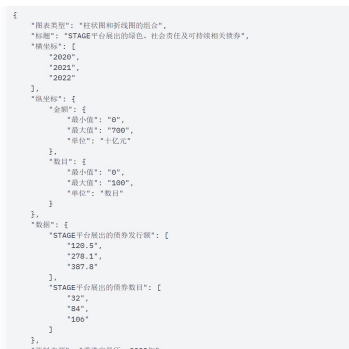 {
"图表类型": "柱状图和折线图的组合",
"标题": "STAGE平台展出的绿色、社会责任及可持续相关债券",
"横坐标": [
"2020",
"2021",
"2022"
],
"纵坐标": {
"金额": {
"最小值": "0",
"最大值": "700",
"单位": "十亿元"
},
"数目": {
"最小值": "0",
"最大值": "100",
"单位": "数目"
}
},
"数据": {
"STAGE平台展出的债券发行额": [
"120.5",
"278.1",
"387.8"
],
"STAGE平台展出的债券数目": [
"32",
"84",
"106"
]
},